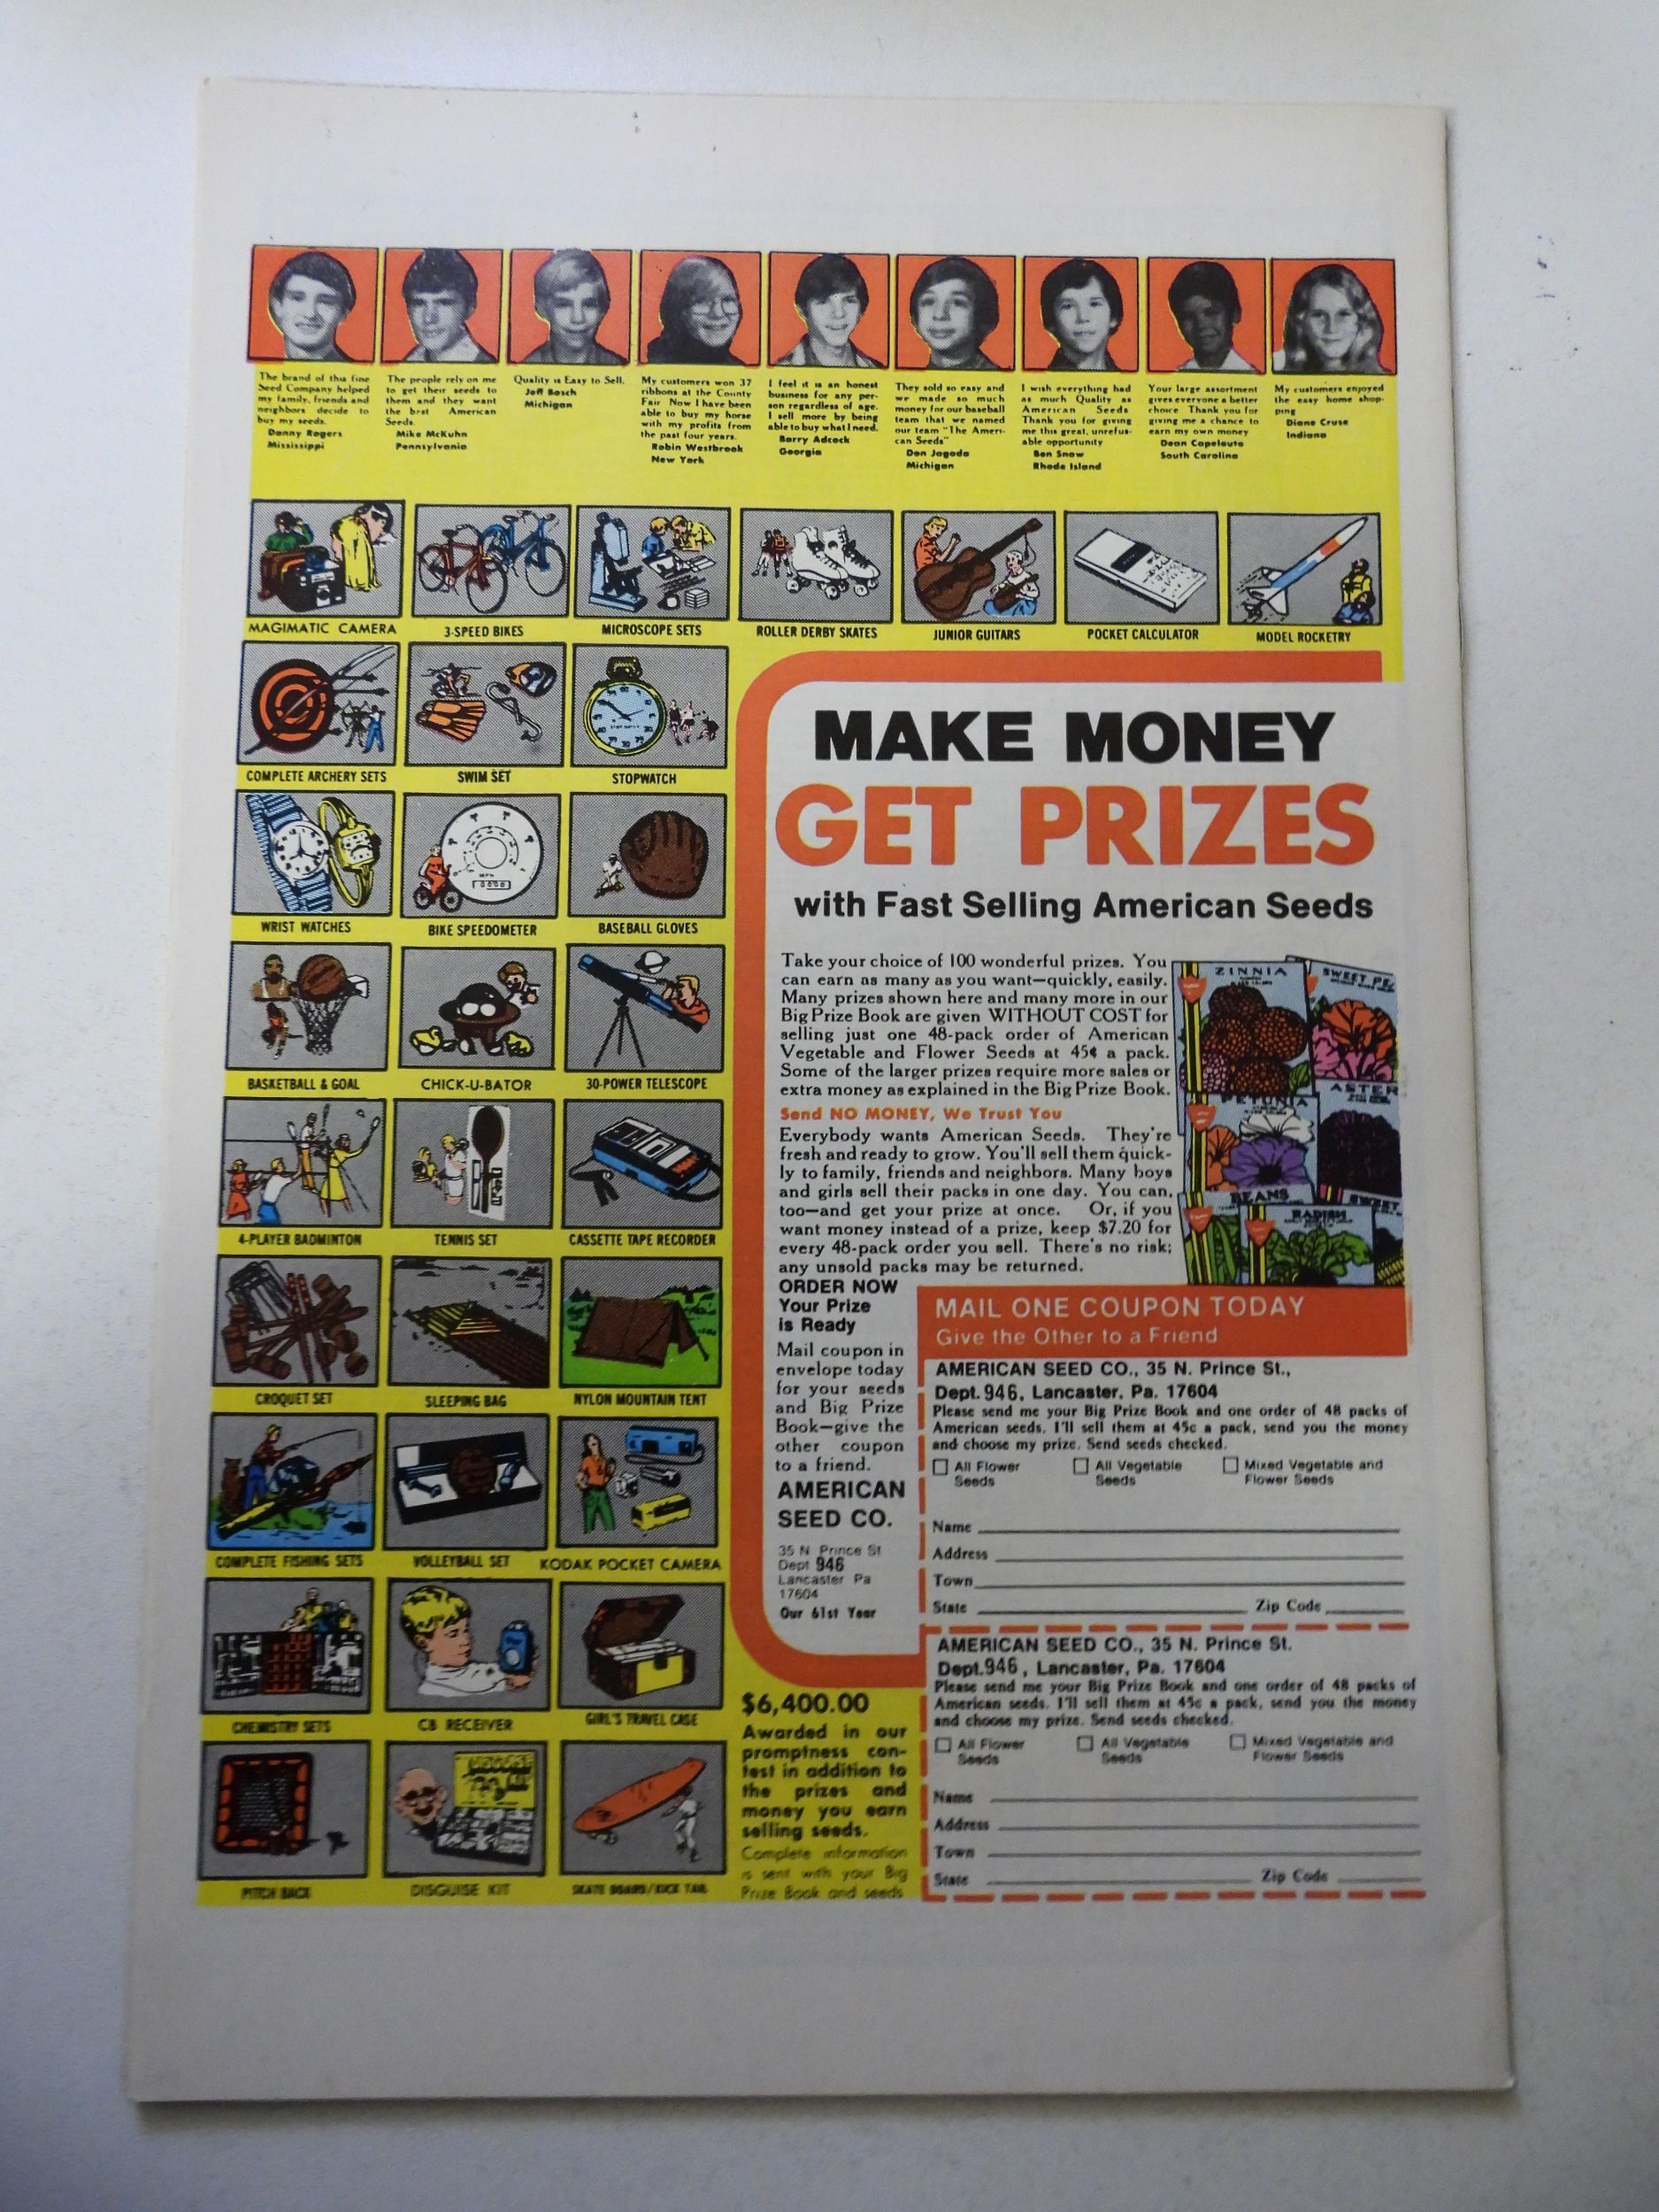 The brand of this fine
Seed Company helped
my family, friends and
neighbors decide to
buy my seeds.
Danny Rogers
Mississippi
The people rely on me
to get their seeds to
them and they want
the best American
Seeds.
Mike McKuhn
Pennsylvania
Quality is Easy to Sell.
Jeff Bosch
Michigan
My customers won 37
ribbons at the County
Fair Now I have been
able to buy my horse
with my profits from
the past four years.
Robin Westbrook
New York
I feel it is an honest
business for any per-
son regardless of age.
I sell more by being
able to buy what I need.
Barry Adcock
Georgia
They sold so easy and
we made so much
money for our baseball
team that we named
our team "The Ameri-
can Seeds"
Don Jagoda
Michigan
I wish everything had
as much Quality as
American Seeds
Thank you for giving
me this great, unrefus-
able opportunity
Ben Snow
Rhode Island
Your large assortment
gives everyone a better
choice Thank you for
giving me a chance to
earn my own money
Dean Capelouto
South Carolina
My customers enjoyed
the easy home shop-
ping
Diane Cruse
Indiana
MAGIMATIC CAMERA
3-SPEED BIKES
MICROSCOPE SETS
ROLLER DERBY SKATES
JUNIOR GUITARS
POCKET CALCULATOR
MODEL ROCKETRY
COMPLETE ARCHERY SETS
SWIM SET
STOPWATCH
WRIST WATCHES
BIKE SPEEDOMETER
BASEBALL GLOVES
BASKETBALL & GOAL
CHICK-U-BATOR
30-POWER TELESCOPE
4-PLAYER BADMINTON
TENNIS SET
CASSETTE TAPE RECORDER
CROQUET SET
SLEEPING BAG
NYLON MOUNTAIN TENT
COMPLETE FISHING SETS
VOLLEYBALL SET
KODAK POCKET CAMERA
CHEMISTRY SETS
CB RECEIVER
GIRL'S TRAVEL CASE
PITCH BACK
DISGUISE KIT
SKATE BOARD/KICK TAIL
MAKE MONEY
GET PRIZES
with Fast Selling American Seeds
Take your choice of 100 wonderful prizes. You
can earn as many as you want—quickly, easily.
Many prizes shown here and many more in our
Big Prize Book are given WITHOUT COST for
selling just one 48-pack order of American
Vegetable and Flower Seeds at 45¢ a pack.
Some of the larger prizes require more sales or
extra money as explained in the Big Prize Book.
Send NO MONEY, We Trust You
Everybody wants American Seeds. They're
fresh and ready to grow. You'll sell them quick-
ly to family, friends and neighbors. Many boys
and girls sell their packs in one day. You can,
too—and get your prize at once. Or, if you
want money instead of a prize, keep $7.20 for
every 48-pack order you sell. There's no risk;
any unsold packs may be returned.
ZINNIA
SWEET PE
ASTER
PETUNIA
BEANS
SWEET
RADISH
ORDER NOW
Your Prize
is Ready
Mail coupon in
envelope today
for your seeds
and Big Prize
Book—give the
other coupon
to a friend.
AMERICAN
SEED CO.
35 N Prince St
Dept 946
Lancaster Pa
17604
Our 61st Year
MAIL ONE COUPON TODAY
Give the Other to a Friend
AMERICAN SEED CO., 35 N. Prince St.,
Dept. 946, Lancaster, Pa. 17604
Please send me your Big Prize Book and one order of 48 packs of
American seeds. I'll sell them at 45c a pack, send you the money
and choose my prize. Send seeds checked.
All Flower Seeds
All Vegetable Seeds
Mixed Vegetable and Flower Seeds
Name
Address
Town
State Zip Code
AMERICAN SEED CO., 35 N. Prince St.
Dept. 946, Lancaster, Pa. 17604
Please send me your Big Prize Book and one order of 48 packs of
American seeds. I'll sell them at 45c a pack, send you the money
and choose my prize. Send seeds checked.
All Flower Seeds
All Vegetable Seeds
Mixed Vegetable and Flower Seeds
Name
Address
Town
State Zip Code
$6,400.00
Awarded in our
promptness con-
test in addition to
the prizes and
money you earn
selling seeds.
Complete information
is sent with your Big
Prize Book and seeds